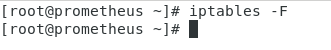 [root@prometheus ~]# iptables -F
[root@prometheus ~]#